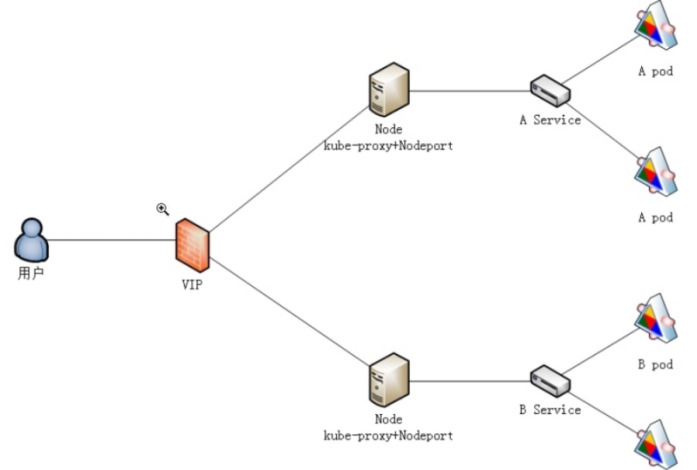 A pod
Node
kube-proxy+Nodeport
A Service
A pod
用户
VIP
B pod
Node
kube-proxy+Nodeport
B Service